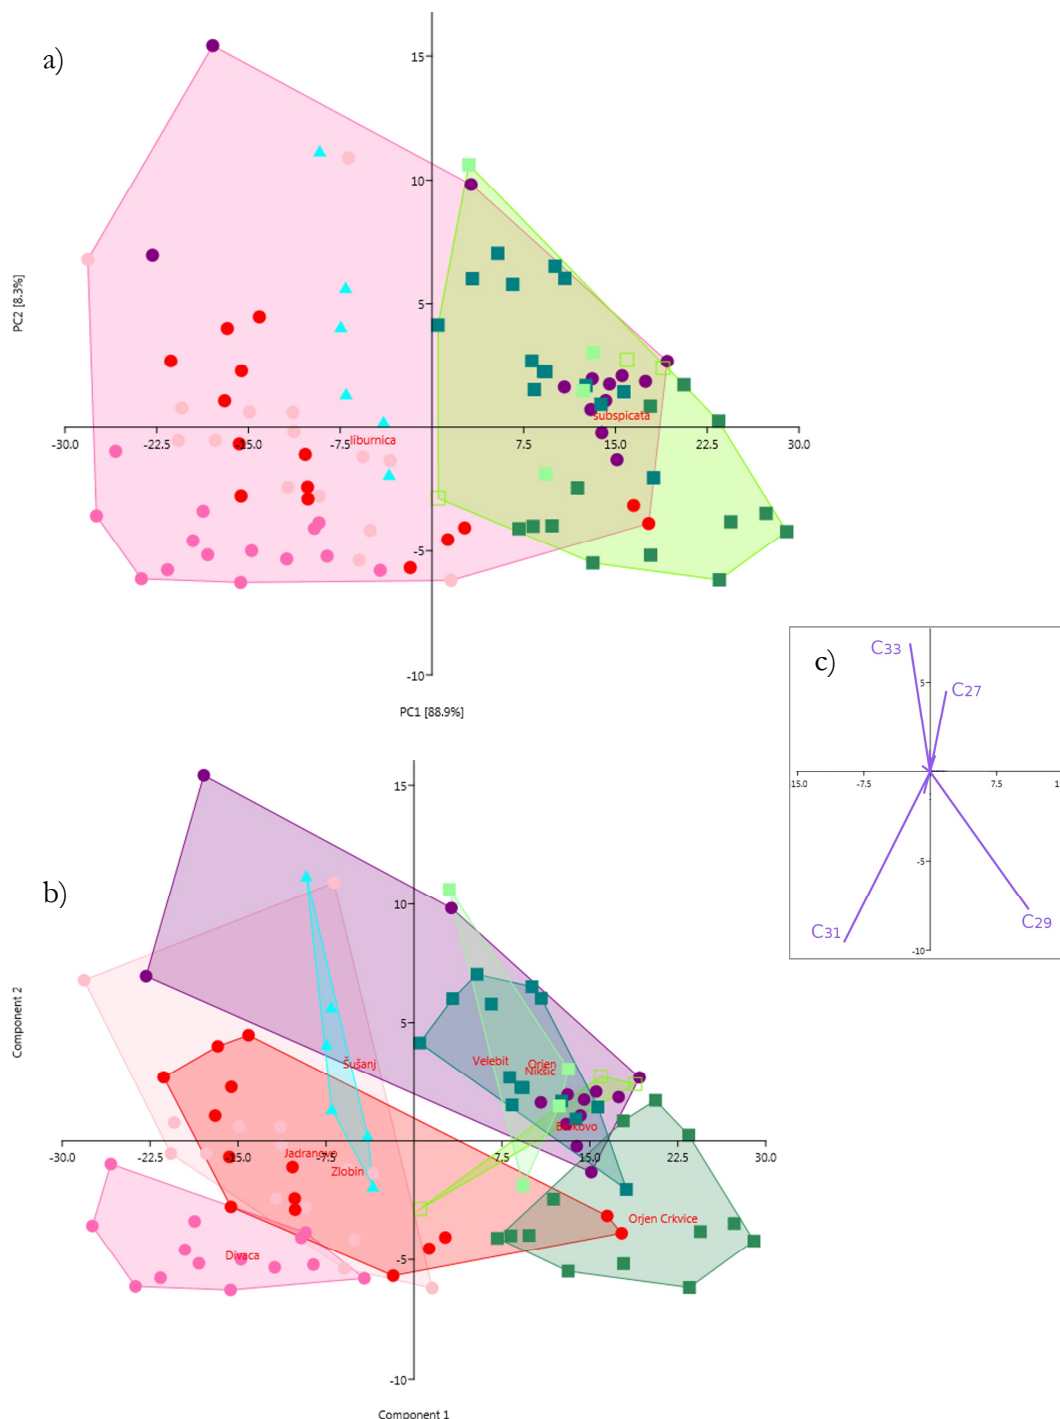 a)
15
10
5
-5
-10
-30.0 -22.5 -15.0 -7.5 7.5 15.0 22.5 30.0
PC2 [8.3%]
liburnica
subspicata
PC1 [88.9%]
c)
C33
C27
C31
C29
5
-5
-10
15.0 -7.5 7.5 1
b)
15
10
5
-5
-10
-30.0 -22.5 -15.0 -7.5 7.5 15.0 22.5 30.0
Component 2
Šušanj
Velebit
Orjen
Nikšic
Jadranovo
Zlobin
Orjen Crkvice
Divaca
Component 1